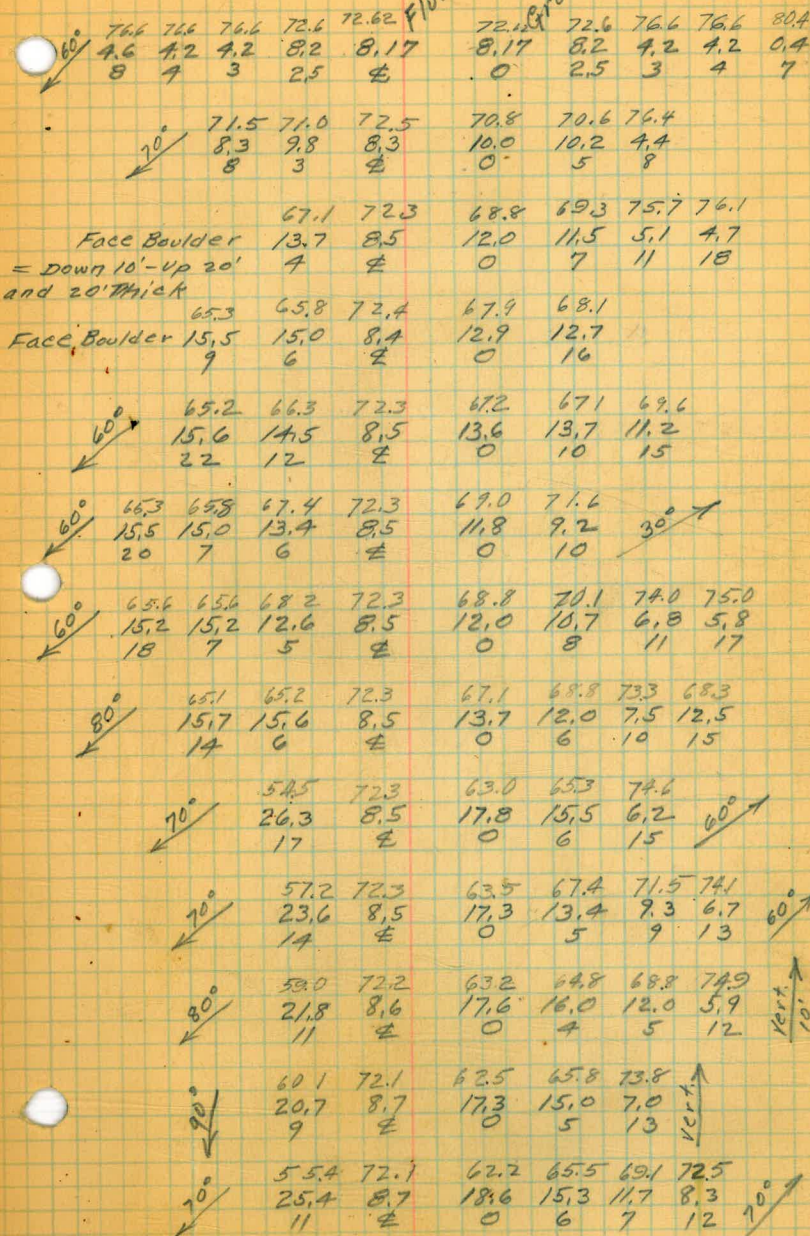 76.6 76.6 76.6 72.6 72.62 72.6 76.6 76.6 80.4
60° 4.6 4.2 4.2 8.2 8.17 8.17 8.2 4.2 4.2 0.4
8 4 3 2.5 ℄ 0 2.5 3 4 7
71.5 71.0 72.5 70.8 70.6 76.4
70° 8.3 9.8 8.3 10.0 10.2 4.4
8 3 ℄ 0 5 8
67.1 72.3 68.8 69.3 75.7 76.1
Face Boulder 13.7 8.5 12.0 11.5 5.1 4.7
= Down 10'-Up 20' 4 ℄ 0 7 11 18
and 20' Thick
65.3 65.8 72.4 67.9 68.1
Face Boulder 15.5 15.0 8.4 12.9 12.7
9 6 ℄ 0 16
65.2 66.3 72.3 67.2 67.1 69.6
60° 15.6 14.5 8.5 13.6 13.7 11.2
22 12 ℄ 0 10 15
65.3 65.8 67.4 72.3 69.0 71.6
60° 15.5 15.0 13.4 8.5 11.8 9.2 30°
20 7 6 ℄ 0 10
65.6 65.6 68.2 72.3 68.8 70.1 74.0 75.0
60° 15.2 15.2 12.6 8.5 12.0 10.7 6.8 5.8
18 7 5 ℄ 0 8 11 17
65.1 65.2 72.3 67.1 68.8 73.3 68.3
80° 15.7 15.6 8.5 13.7 12.0 7.5 12.5
14 6 ℄ 0 6 10 15
54.5 72.3 63.0 65.3 74.6
70° 26.3 8.5 17.8 15.5 6.2 60°
17 ℄ 0 6 15
57.2 72.3 63.5 67.4 71.5 74.1
70° 23.6 8.5 17.3 13.4 9.3 6.7 60°
14 ℄ 0 5 9 13
59.0 72.2 63.2 64.8 68.8 74.9
80° 21.8 8.6 17.6 16.0 12.0 5.9 Vert. 10'
11 ℄ 0 4 5 12
60.1 72.1 62.5 65.8 73.8
90° 20.7 8.7 17.3 15.0 7.0 Vert.
9 ℄ 0 5 13
55.4 72.1 62.2 65.5 69.1 72.5
70° 25.4 8.7 18.6 15.3 11.7 8.3 70°
11 ℄ 0 6 7 12